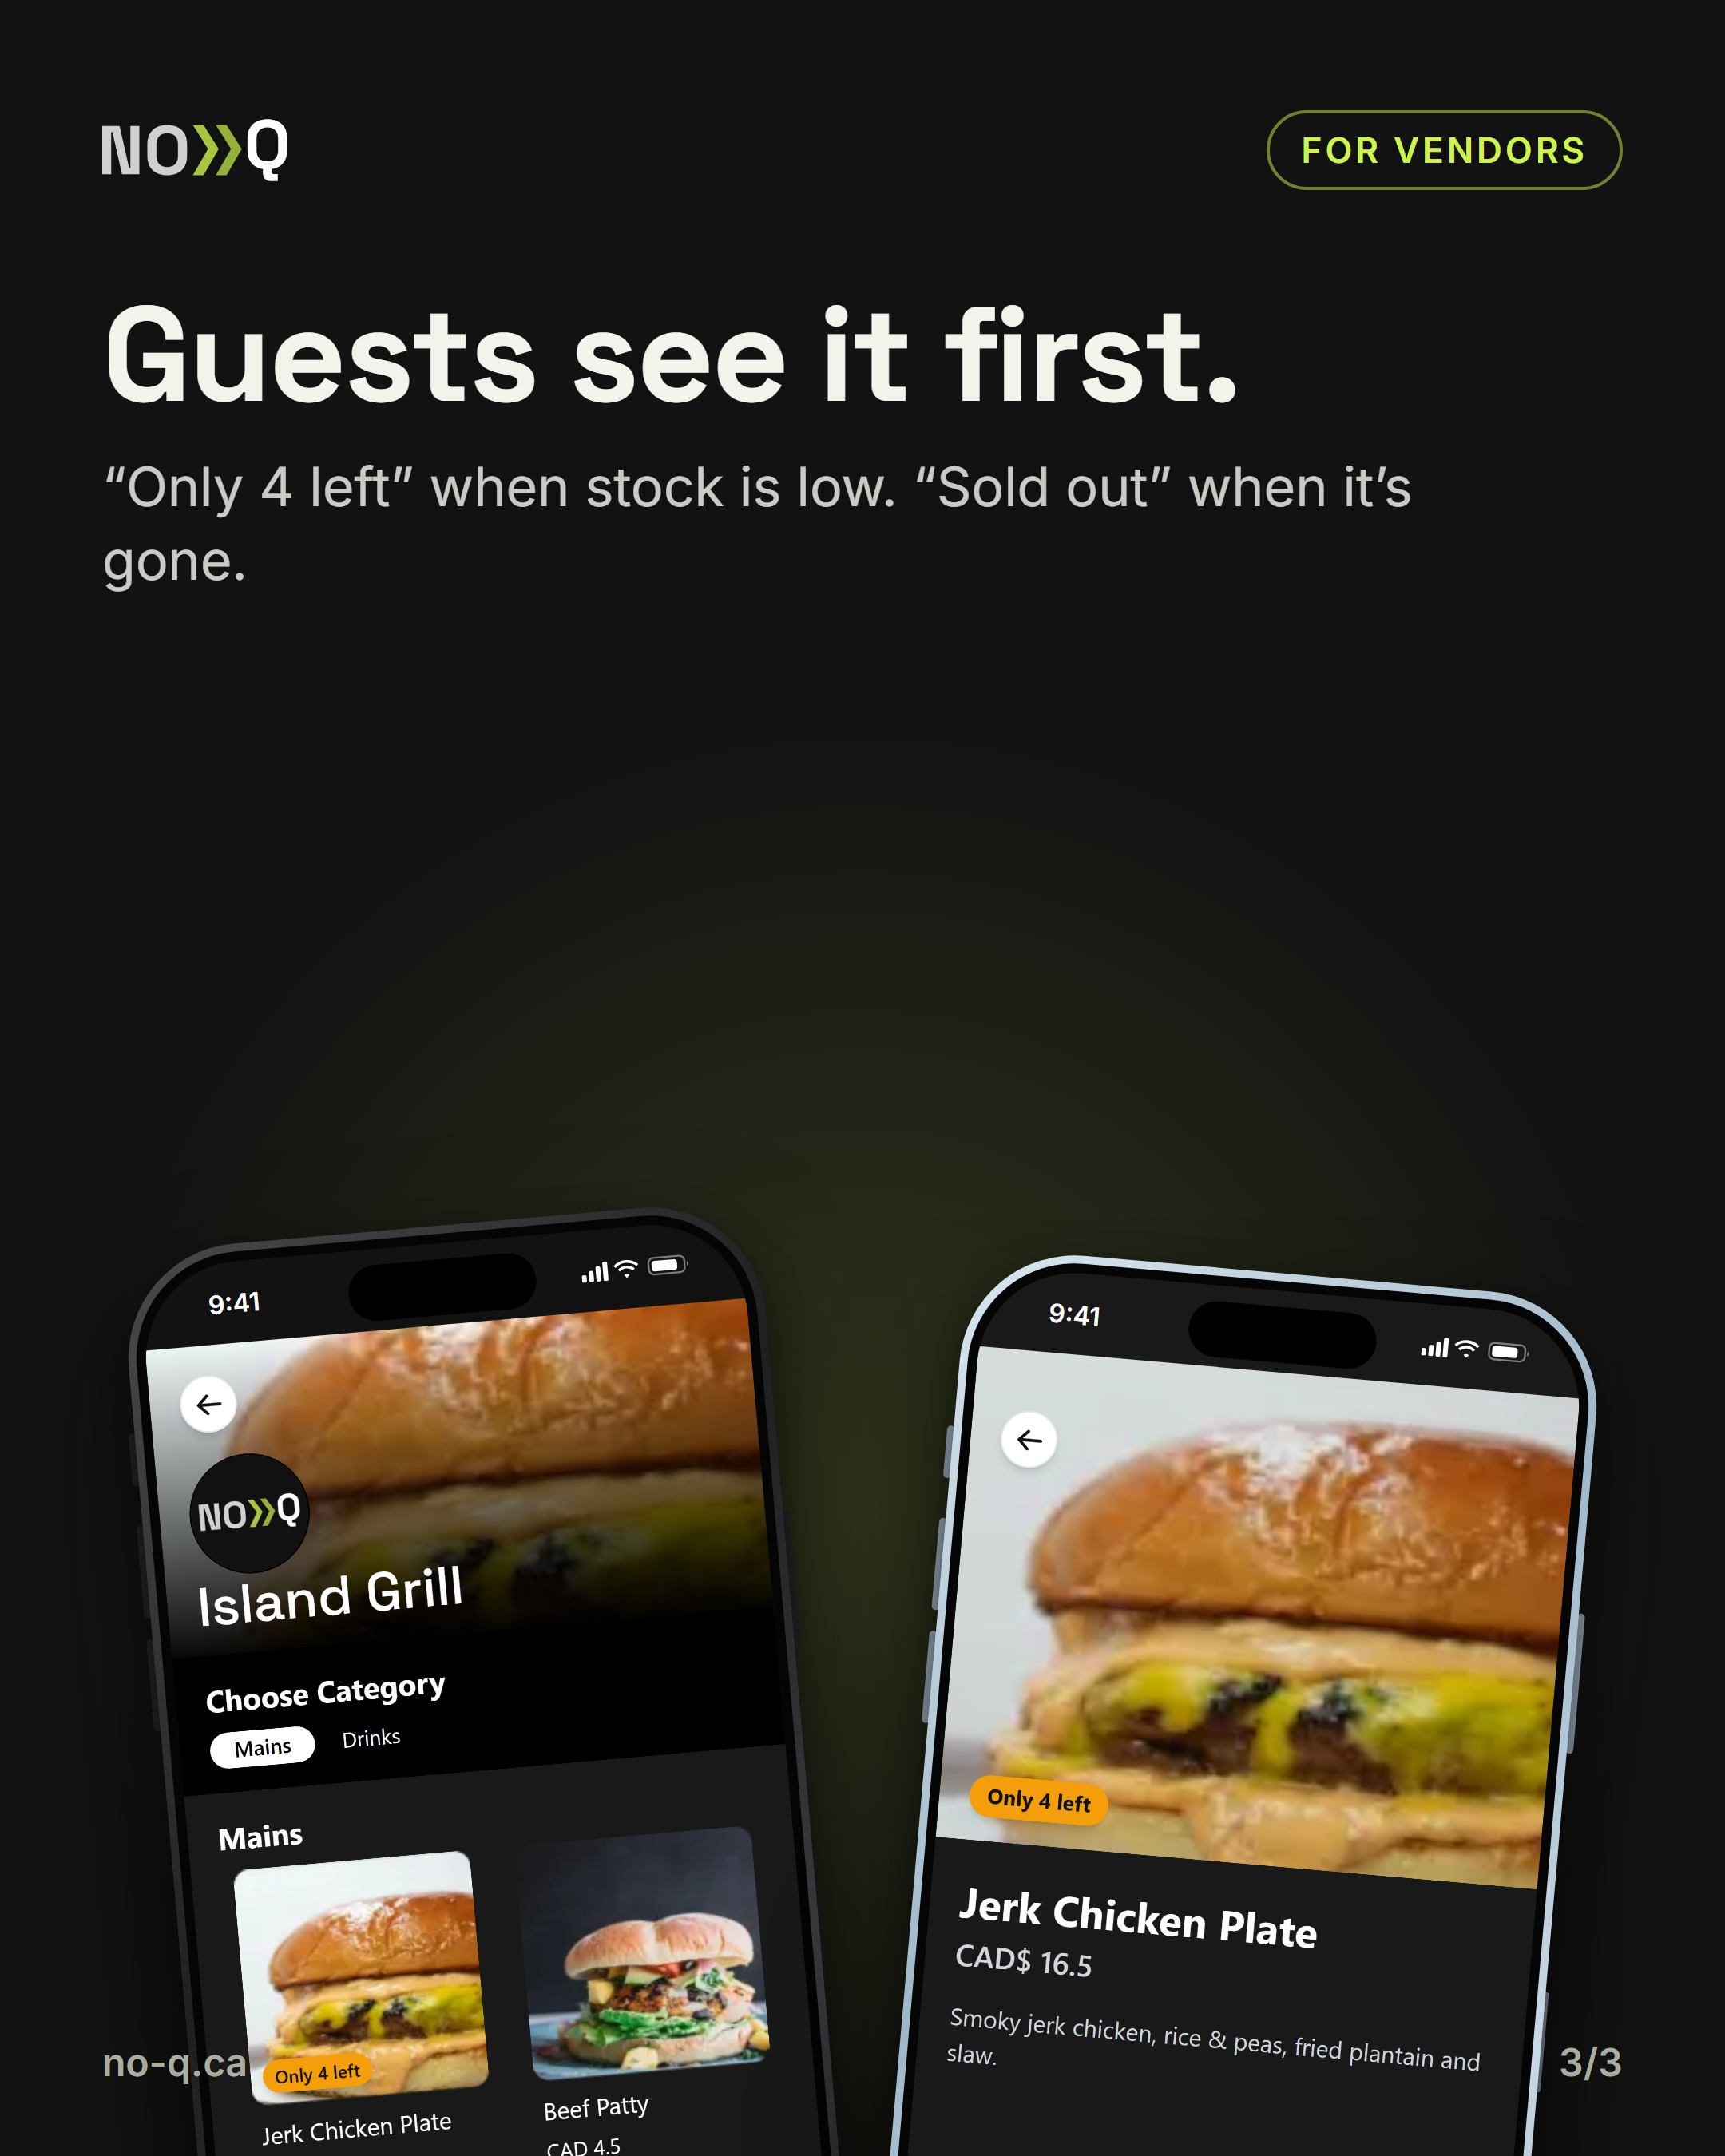 NO»Q
FOR VENDORS
Guests see it first.
“Only 4 left” when stock is low. “Sold out” when it’s
gone.
9:41
NO»Q
Island Grill
Choose Category
Mains
Drinks
Mains
Only 4 left
Jerk Chicken Plate
Beef Patty
CAD 4.5
9:41
Only 4 left
Jerk Chicken Plate
CAD$ 16.5
Smoky jerk chicken, rice & peas, fried plantain and
slaw.
no-q.ca
3/3